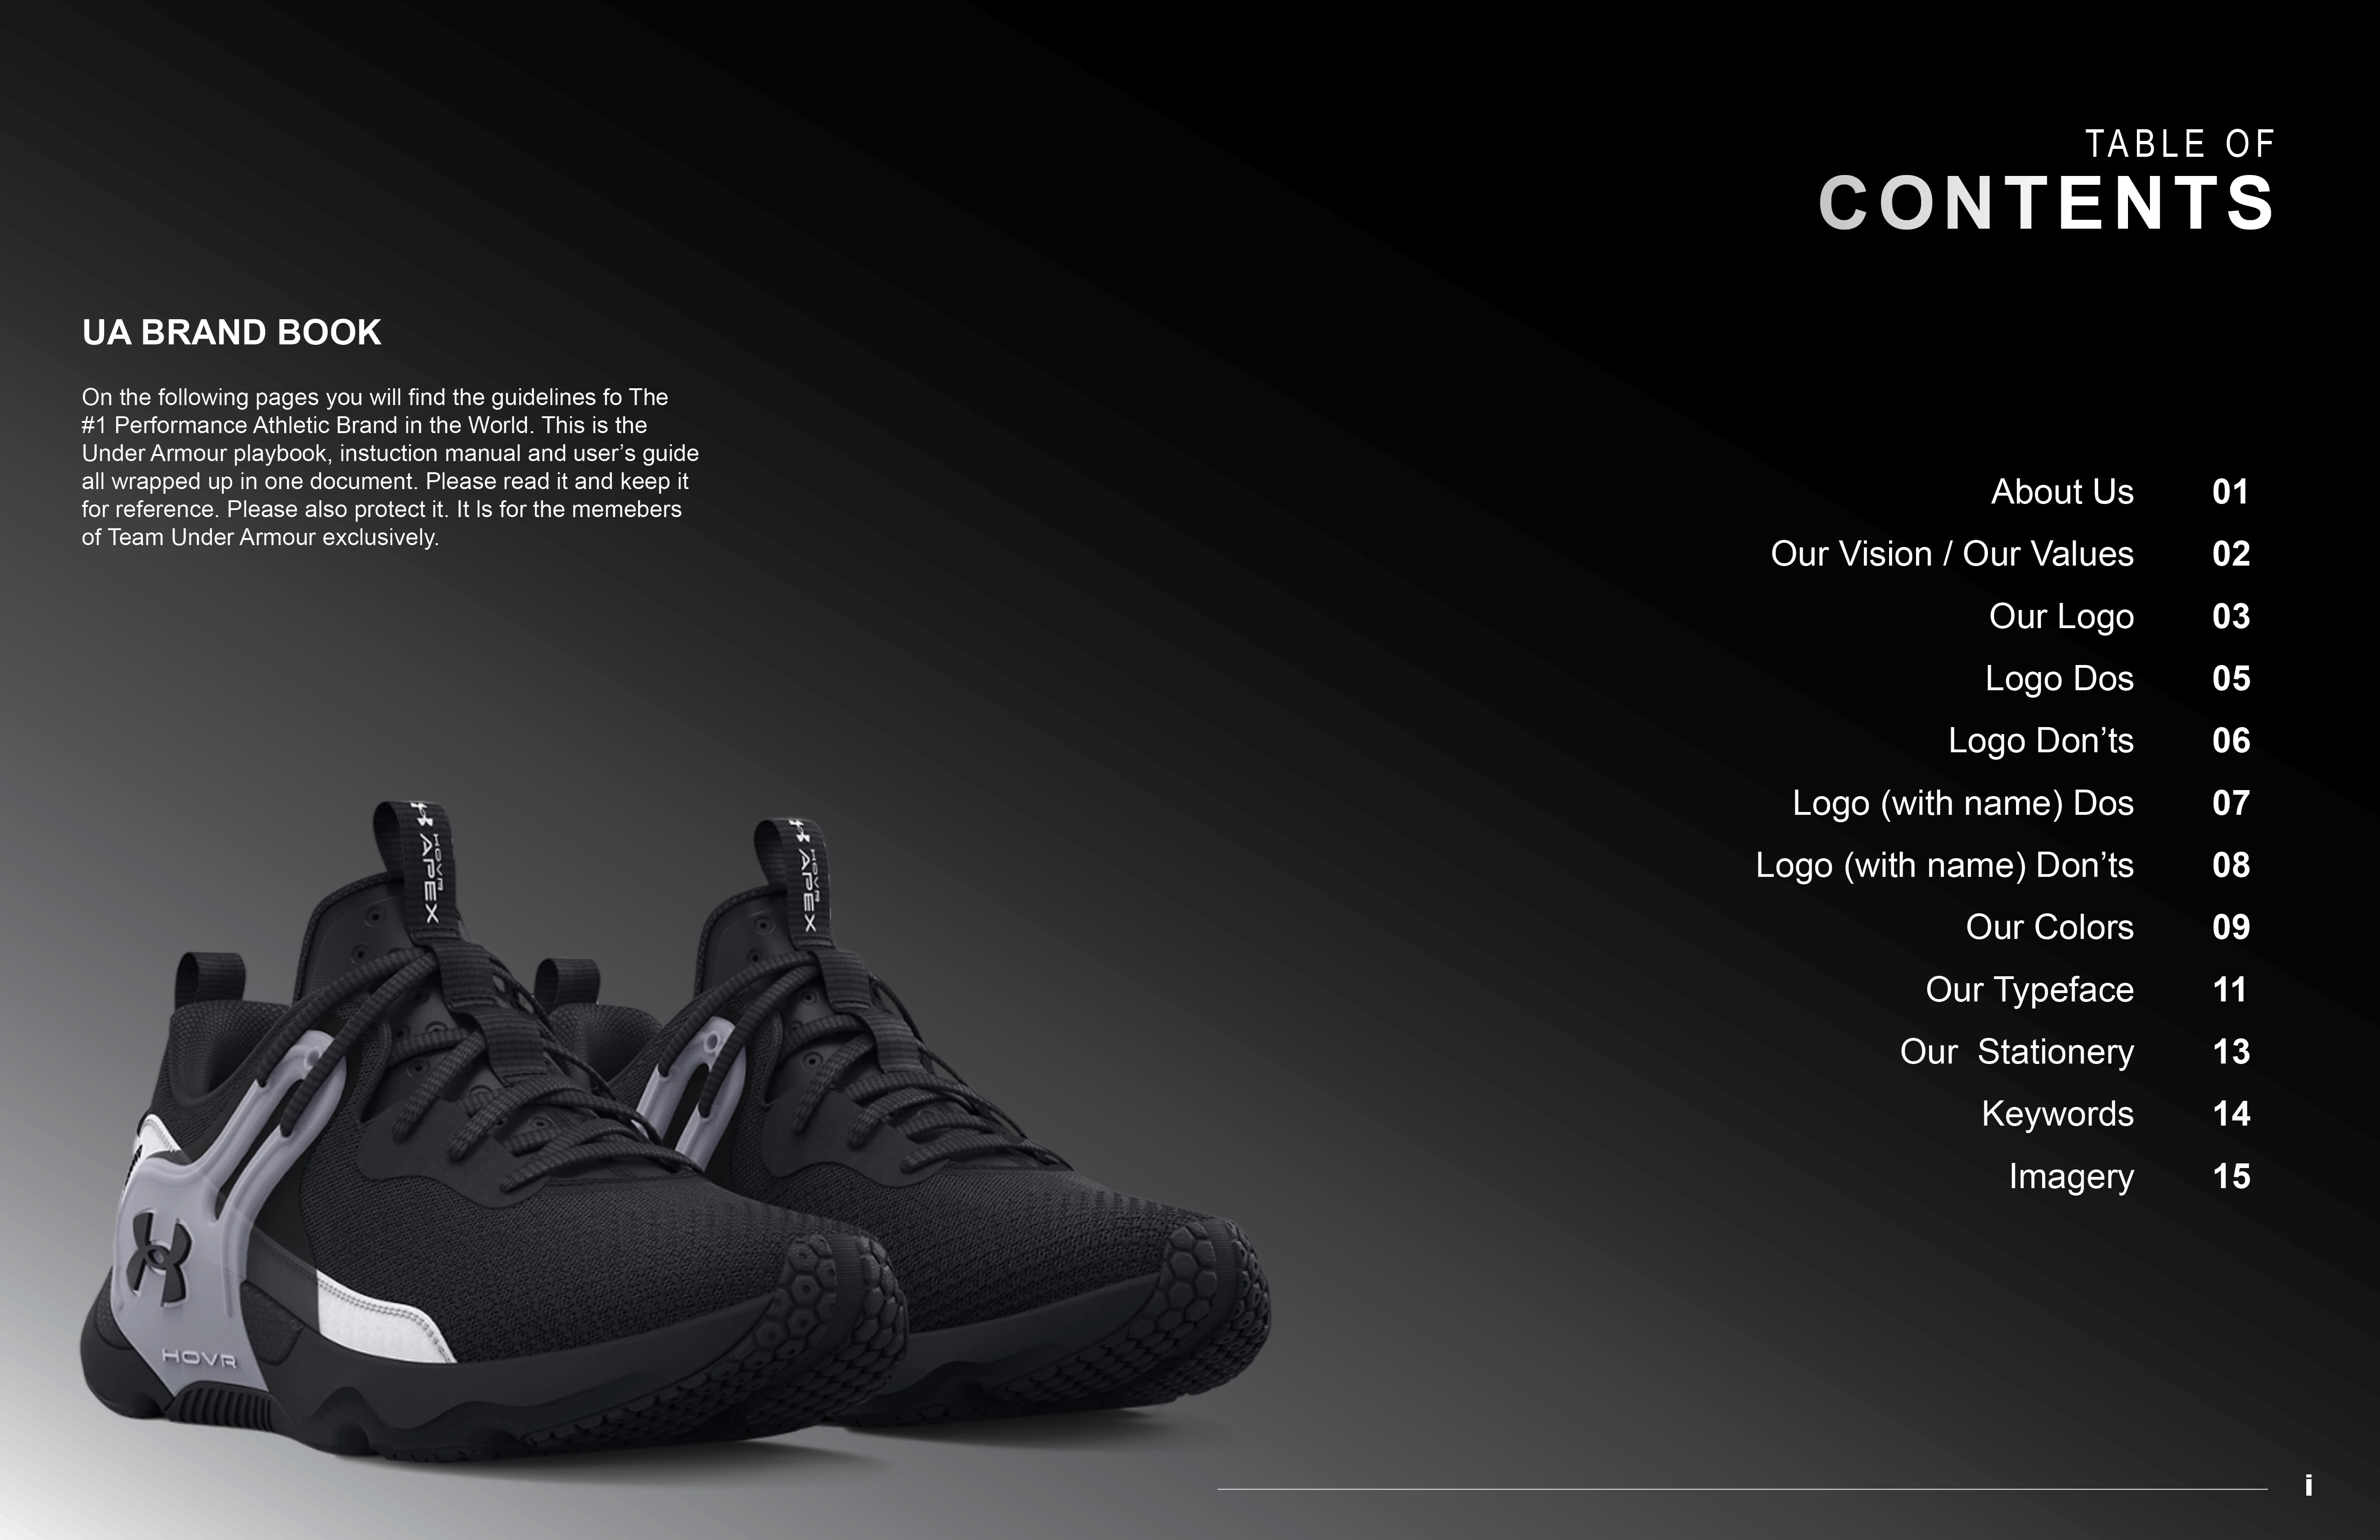 TABLE OF
CONTENTS
UA BRAND BOOK
On the following pages you will find the guidelines fo The
#1 Performance Athletic Brand in the World. This is the
Under Armour playbook, instuction manual and user’s guide
all wrapped up in one document. Please read it and keep it
for reference. Please also protect it. It Is for the memebers
of Team Under Armour exclusively.
About Us 01
Our Vision / Our Values 02
Our Logo 03
Logo Dos 05
Logo Don’ts 06
Logo (with name) Dos 07
Logo (with name) Don’ts 08
Our Colors 09
Our Typeface 11
Our  Stationery 13
Keywords 14
Imagery 15
HOVR
APEX
HOVR
APEX
HOVR
i